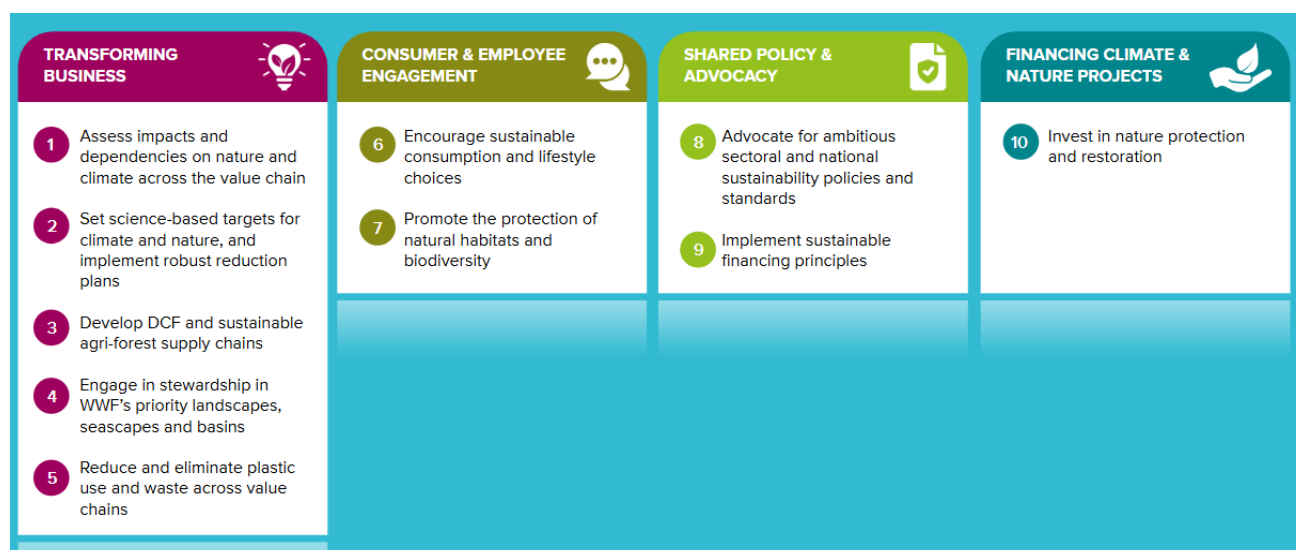 TRANSFORMING
BUSINESS
1
Assess impacts and
dependencies on nature and
climate across the value chain
2
Set science-based targets for
climate and nature, and
implement robust reduction
plans
3
Develop DCF and sustainable
agri-forest supply chains
4
Engage in stewardship in
WWF's priority landscapes,
seascapes and basins
5
Reduce and eliminate plastic
use and waste across value
chains
CONSUMER & EMPLOYEE
ENGAGEMENT
6
Encourage sustainable
consumption and lifestyle
choices
7
Promote the protection of
natural habitats and
biodiversity
SHARED POLICY &
ADVOCACY
8
Advocate for ambitious
sectoral and national
sustainability policies and
standards
9
Implement sustainable
financing principles
FINANCING CLIMATE &
NATURE PROJECTS
10
Invest in nature protection
and restoration